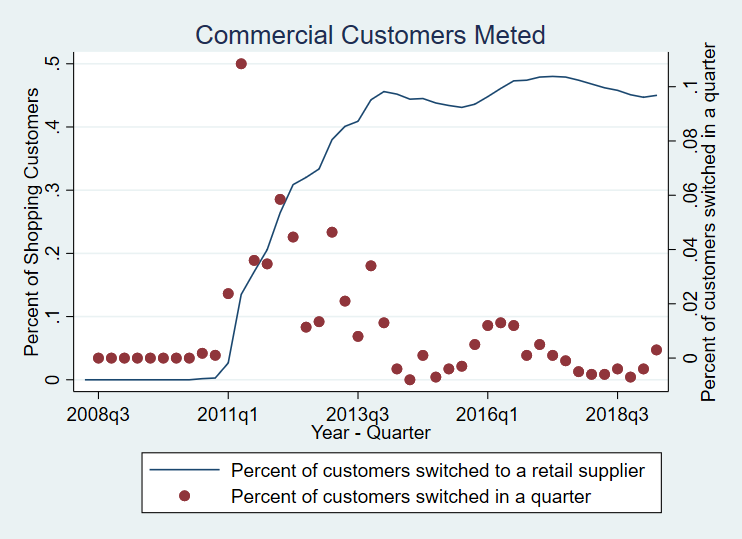 Commercial Customers Meted
Percent of Shopping Customers
.5
.4
.3
.2
.1
0
.1
.08
.06
.04
.02
0
Percent of customers switched in a quarter
2008q3 2011q1 2013q3 2016q1 2018q3
Year - Quarter
Percent of customers switched to a retail supplier
Percent of customers switched in a quarter